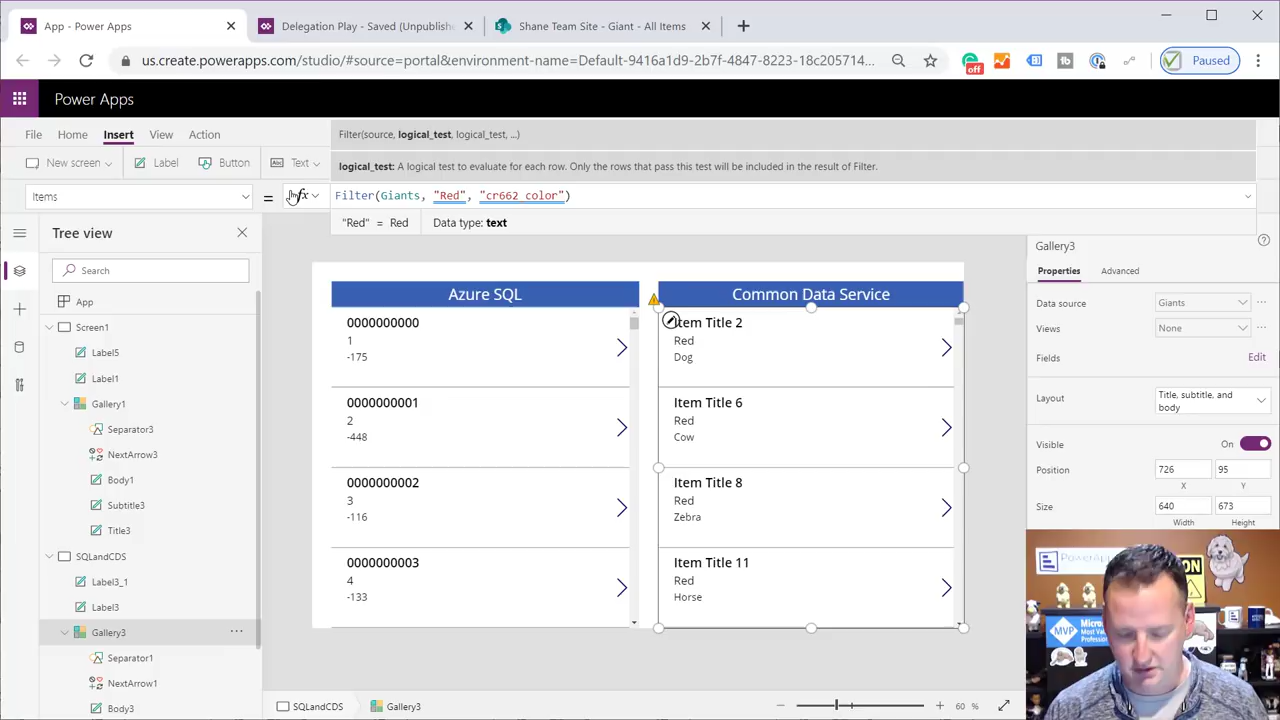 App - Power Apps
Delegation Play - Saved (Unpublishe
Shane Team Site - Giant - All Items
us.create.powerapps.com/studio/#source=portal&environment-name=Default-9416a1d9-2b7f-4847-8223-18c205714...
off
Paused
Power Apps
File
Home
Insert
View
Action
Filter(source, logical_test, logical_test, ...)
New screen
Label
Button
Text
logical_test: A logical test to evaluate for each row. Only the rows that pass this test will be included in the result of Filter.
Items
=
fx
Filter(Giants, "Red", "cr662_color")
"Red" = Red
Data type: text
Tree view
Search
App
Screen1
Label5
Label1
Gallery1
Separator3
NextArrow3
Body1
Subtitle3
Title3
SQLandCDS
Label3_1
Label3
Gallery3
Separator1
NextArrow1
Body3
Azure SQL
0000000000
1
-175
0000000001
2
-448
0000000002
3
-116
0000000003
4
-133
Common Data Service
Item Title 2
Red
Dog
Item Title 6
Red
Cow
Item Title 8
Red
Zebra
Item Title 11
Red
Horse
Gallery3
Properties
Advanced
Data source
Giants
Views
None
Fields
Edit
Layout
Title, subtitle, and
body
Visible
On
Position
726
95
X
Y
Size
640
673
Width
Height
MVP
SQLandCDS
Gallery3
60 %